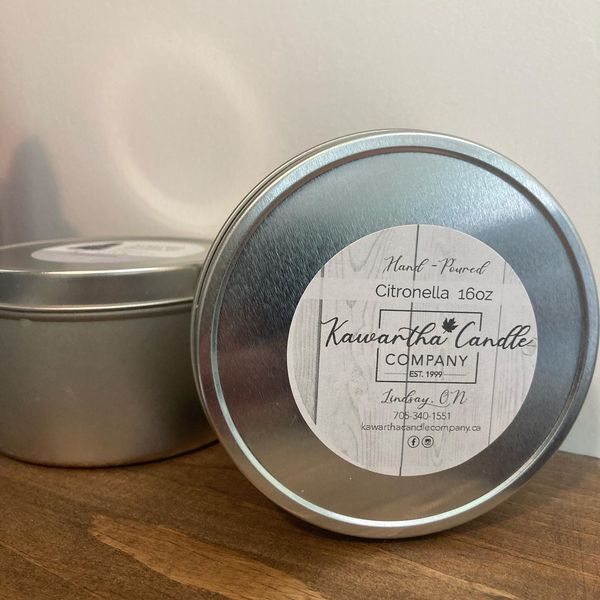 Hand-Poured
Citronella 16oz
Kawartha Candle
COMPANY
EST. 1999
Lindsay, ON
705-340-1551
kawarthacandlecompany.ca